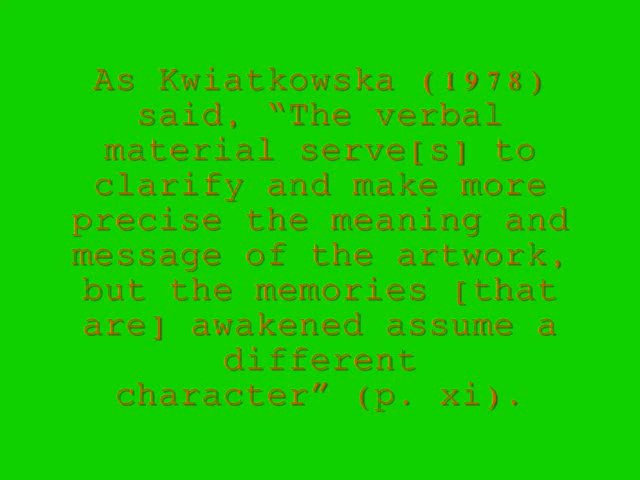 As Kwiatkowska (1978)
said, “The verbal
material serve[s] to
clarify and make more
precise the meaning and
message of the artwork,
but the memories [that
are] awakened assume a
different
character” (p. xi).